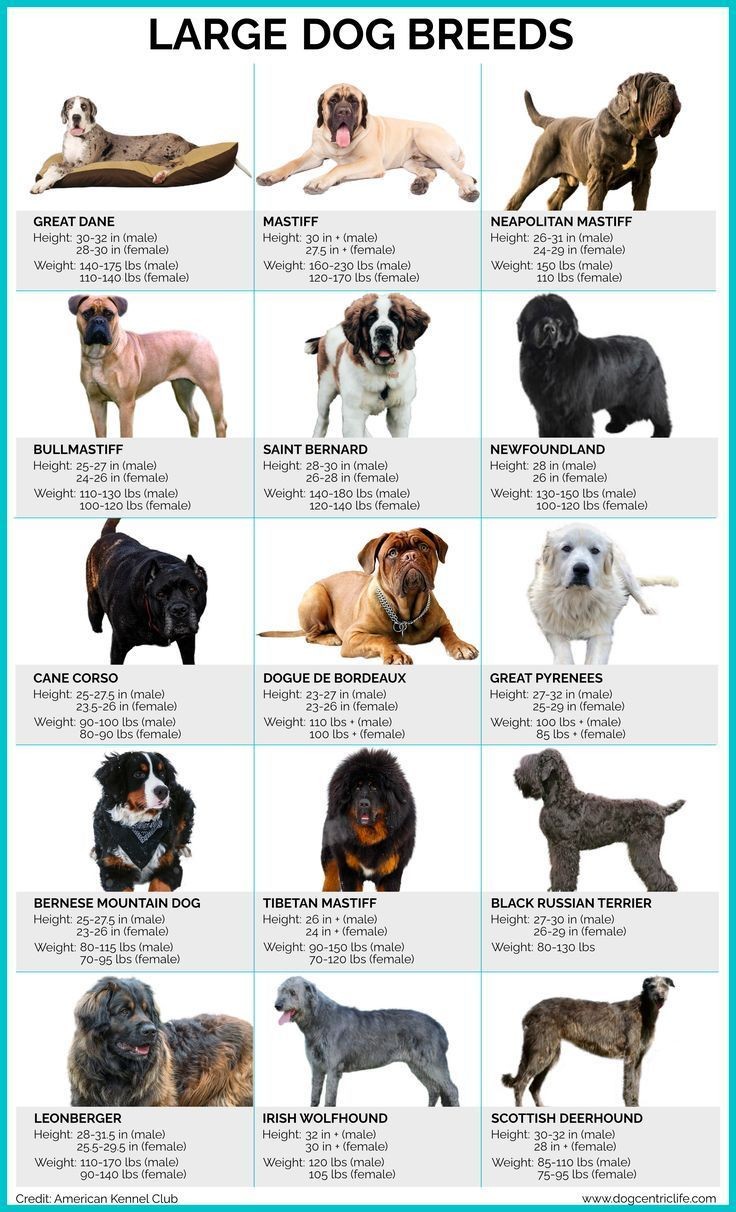 LARGE DOG BREEDS
GREAT DANE
Height: 30-32 in (male)
28-30 in (female)
Weight: 140-175 lbs (male)
110-140 lbs (female)
MASTIFF
Height: 30 in + (male)
27.5 in + (female)
Weight: 160-230 lbs (male)
120-170 lbs (female)
NEAPOLITAN MASTIFF
Height: 26-31 in (male)
24-29 in (female)
Weight: 150 lbs (male)
110 lbs (female)
BULLMASTIFF
Height: 25-27 in (male)
24-26 in (female)
Weight: 110-130 lbs (male)
100-120 lbs (female)
SAINT BERNARD
Height: 28-30 in (male)
26-28 in (female)
Weight: 140-180 lbs (male)
120-140 lbs (female)
NEWFOUNDLAND
Height: 28 in (male)
26 in (female)
Weight: 130-150 lbs (male)
100-120 lbs (female)
CANE CORSO
Height: 25-27.5 in (male)
23.5-26 in (female)
Weight: 90-100 lbs (male)
80-90 lbs (female)
DOGUE DE BORDEAUX
Height: 23-27 in (male)
23-26 in (female)
Weight: 110 lbs + (male)
100 lbs + (female)
GREAT PYRENEES
Height: 27-32 in (male)
25-29 in (female)
Weight: 100 lbs + (male)
85 lbs + (female)
BERNESE MOUNTAIN DOG
Height: 25-27.5 in (male)
23-26 in (female)
Weight: 80-115 lbs (male)
70-95 lbs (female)
TIBETAN MASTIFF
Height: 26 in + (male)
24 in + (female)
Weight: 90-150 lbs (male)
70-120 lbs (female)
BLACK RUSSIAN TERRIER
Height: 27-30 in (male)
26-29 in (female)
Weight: 80-130 lbs
LEONBERGER
Height: 28-31.5 in (male)
25.5-29.5 in (female)
Weight: 110-170 lbs (male)
90-140 lbs (female)
IRISH WOLFHOUND
Height: 32 in + (male)
30 in + (female)
Weight: 120 lbs (male)
105 lbs (female)
SCOTTISH DEERHOUND
Height: 30-32 in (male)
28 in + (female)
Weight: 85-110 lbs (male)
75-95 lbs (female)
Credit: American Kennel Club
www.dogcentriclife.com